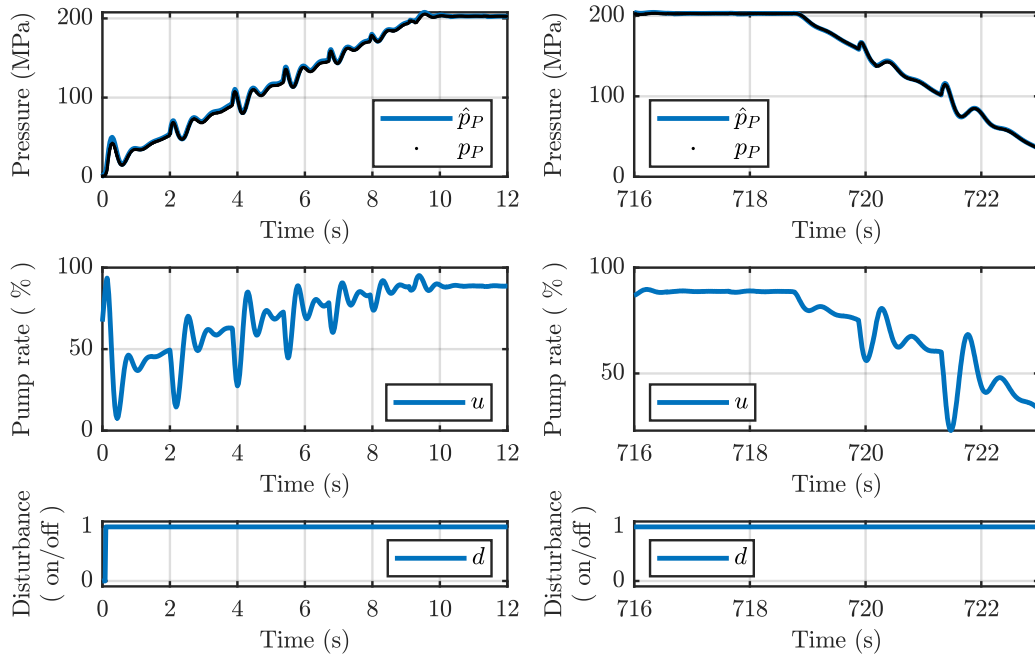 Pressure (MPa)
200
100
0
p̂_P
p_P
0 2 4 6 8 10 12
Time (s)
Pressure (MPa)
200
100
0
p̂_P
p_P
716 718 720 722
Time (s)
Pump rate ( % )
100
50
0
u
0 2 4 6 8 10 12
Time (s)
Pump rate ( % )
100
50
u
716 718 720 722
Time (s)
Disturbance
( on/off )
1
0
d
0 2 4 6 8 10 12
Time (s)
Disturbance
( on/off )
1
0
d
716 718 720 722
Time (s)